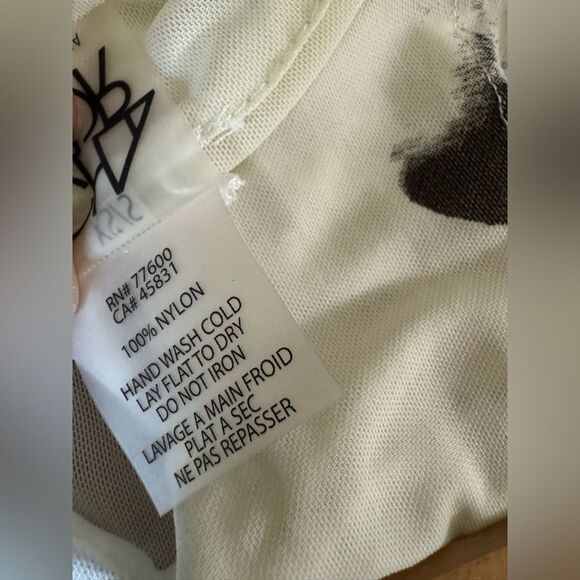 RN# 77600
CA# 45831
100% NYLON
HAND WASH COLD
LAY FLAT TO DRY
DO NOT IRON
LAVAGE A MAIN FROID
PLAT A SEC
NE PAS REPASSER